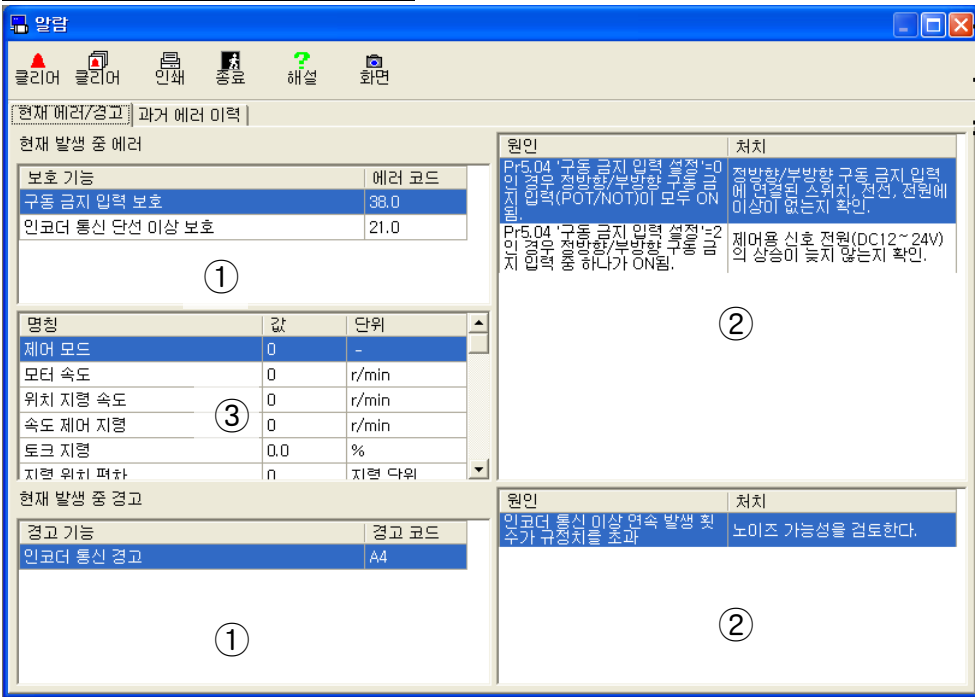 알람
클리어 클리어 인쇄 종료 해설 화면
현재 에러/경고 과거 에러 이력
현재 발생 중 에러
보호 기능 에러 코드
구동 금지 입력 보호 38.0
인코더 통신 단선 이상 보호 21.0
①
원인 처치
Pr5.04 '구동 금지 입력 설정'=0
인 경우 정방향/부방향 구동 금
지 입력(POT/NOT)이 모두 ON
됨.
정방향/부방향 구동 금지 입력
에 연결된 스위치, 전선, 전원에
이상이 없는지 확인.
Pr5.04 '구동 금지 입력 설정'=2
인 경우 정방향/부방향 구동 금
지 입력 중 하나가 ON됨.
제어용 신호 전원(DC12~24V)
의 상승이 늦지 않는지 확인.
②
명칭 값 단위
제어 모드 0 -
모터 속도 0 r/min
위치 지령 속도 0 r/min
속도 제어 지령 0 r/min
토크 지령 0.0 %
지령 위치 편차 0 지령 단위
③
현재 발생 중 경고
경고 기능 경고 코드
인코더 통신 경고 A4
①
원인 처치
인코더 통신 이상 연속 발생 횟
수가 규정치를 초과
노이즈 가능성을 검토한다.
②